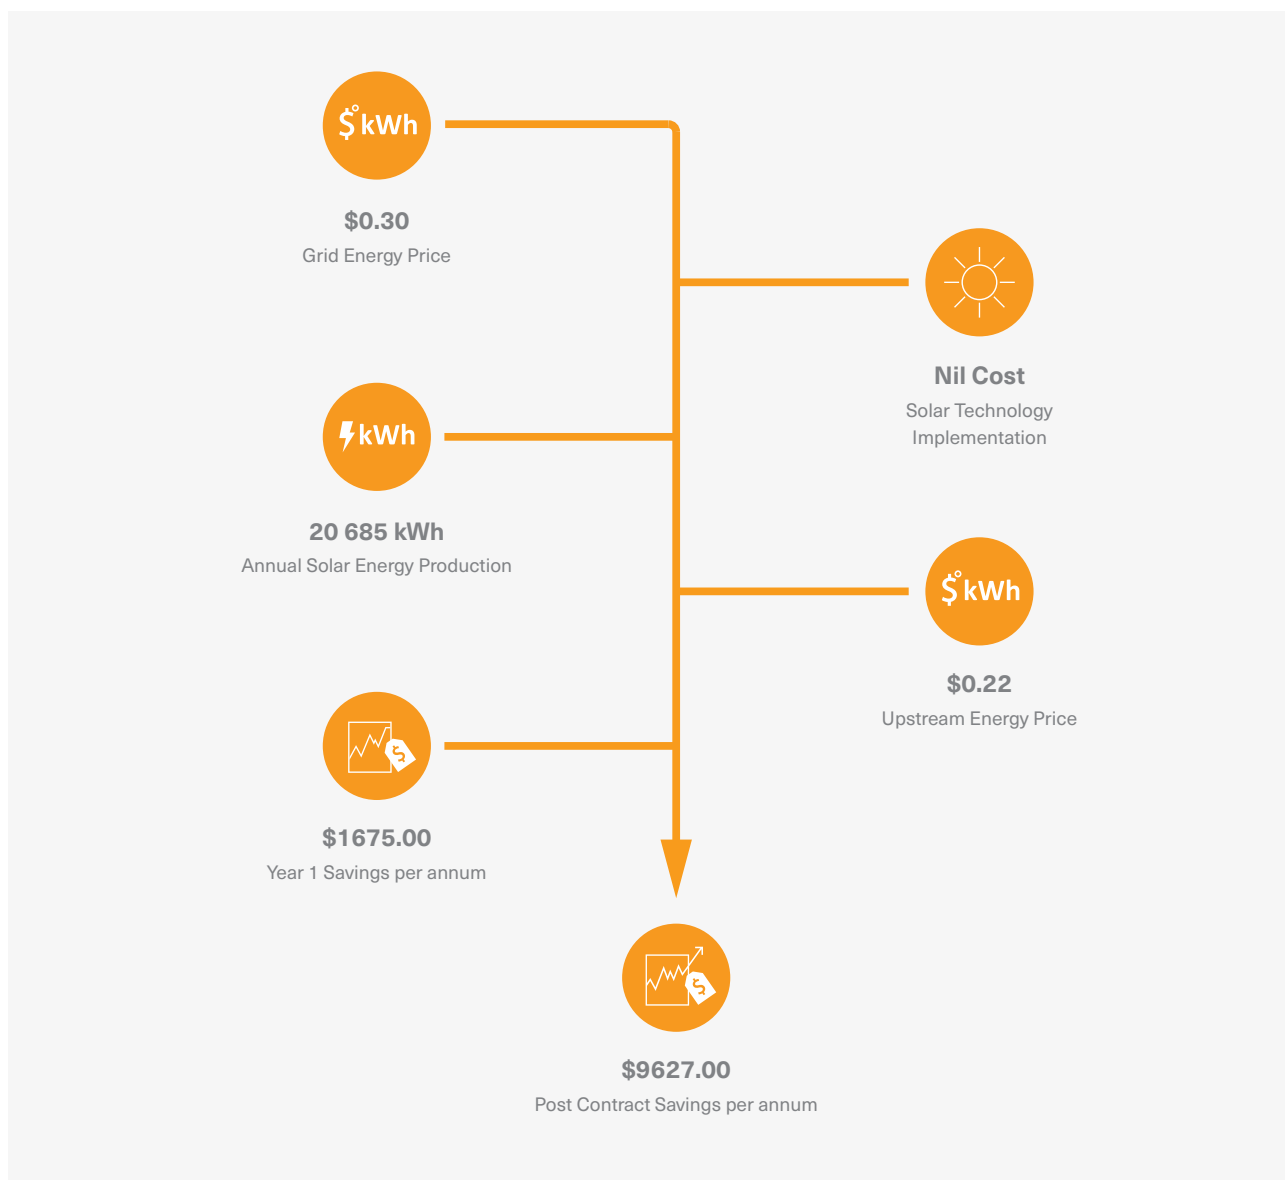 $ kWh
$0.30
Grid Energy Price
Nil Cost
Solar Technology
Implementation
kWh
20 685 kWh
Annual Solar Energy Production
$ kWh
$0.22
Upstream Energy Price
$
$1675.00
Year 1 Savings per annum
$
$9627.00
Post Contract Savings per annum